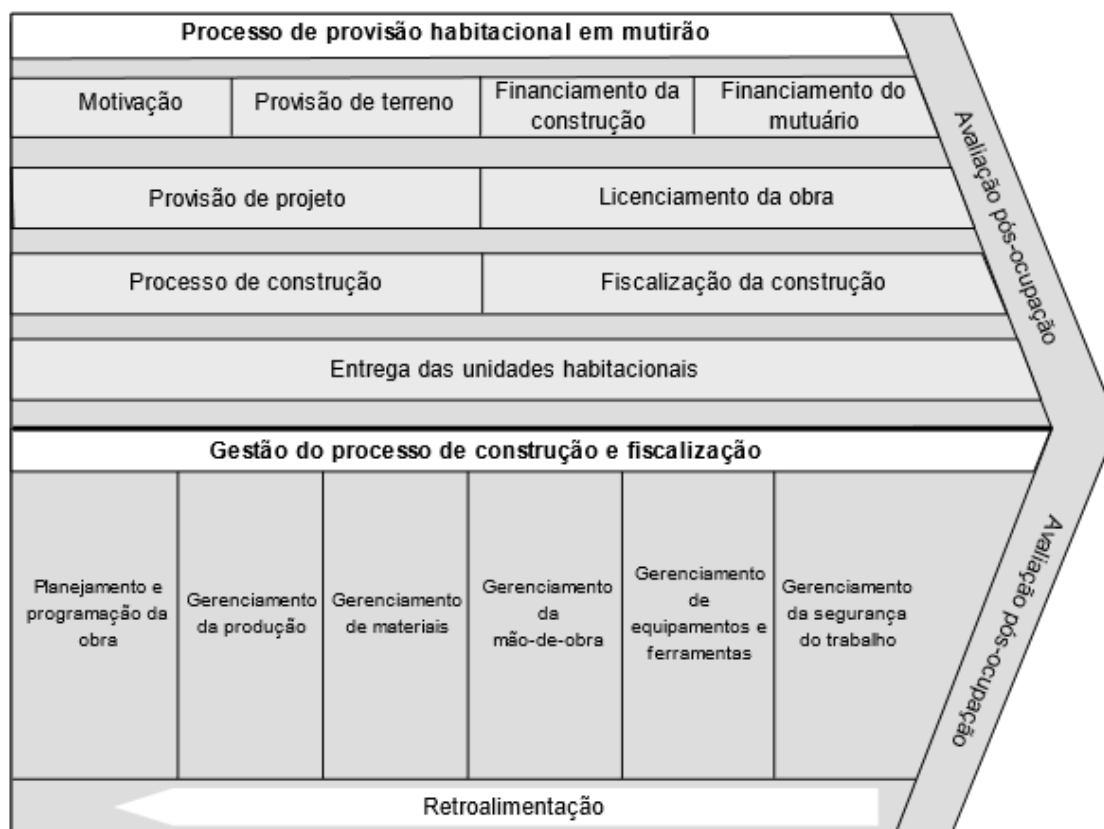 Processo de provisão habitacional em mutirão
Motivação
Provisão de terreno
Financiamento da
construção
Financiamento do
mutuário
Provisão de projeto
Licenciamento da obra
Processo de construção
Fiscalização da construção
Entrega das unidades habitacionais
Avaliação pós-ocupação
Gestão do processo de construção e fiscalização
Planejamento e
programação da
obra
Gerenciamento
da produção
Gerenciamento
de materiais
Gerenciamento
da
mão-de-obra
Gerenciamento
de
equipamentos e
ferramentas
Gerenciamento
da segurança
do trabalho
Avaliação pós-ocupação
Retroalimentação